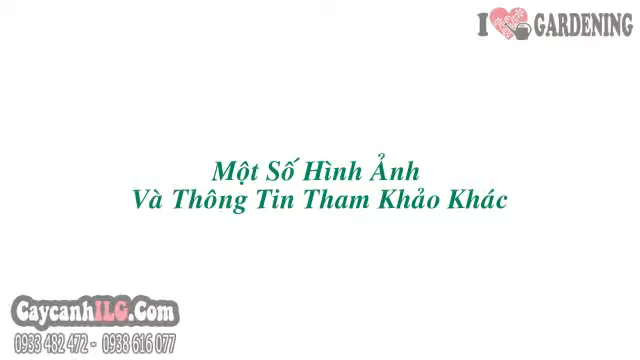 I GARDENING
Một Số Hình Ảnh
Và Thông Tin Tham Khảo Khác
CaycanhILG.Com
0933 482 472 - 0938 616 077